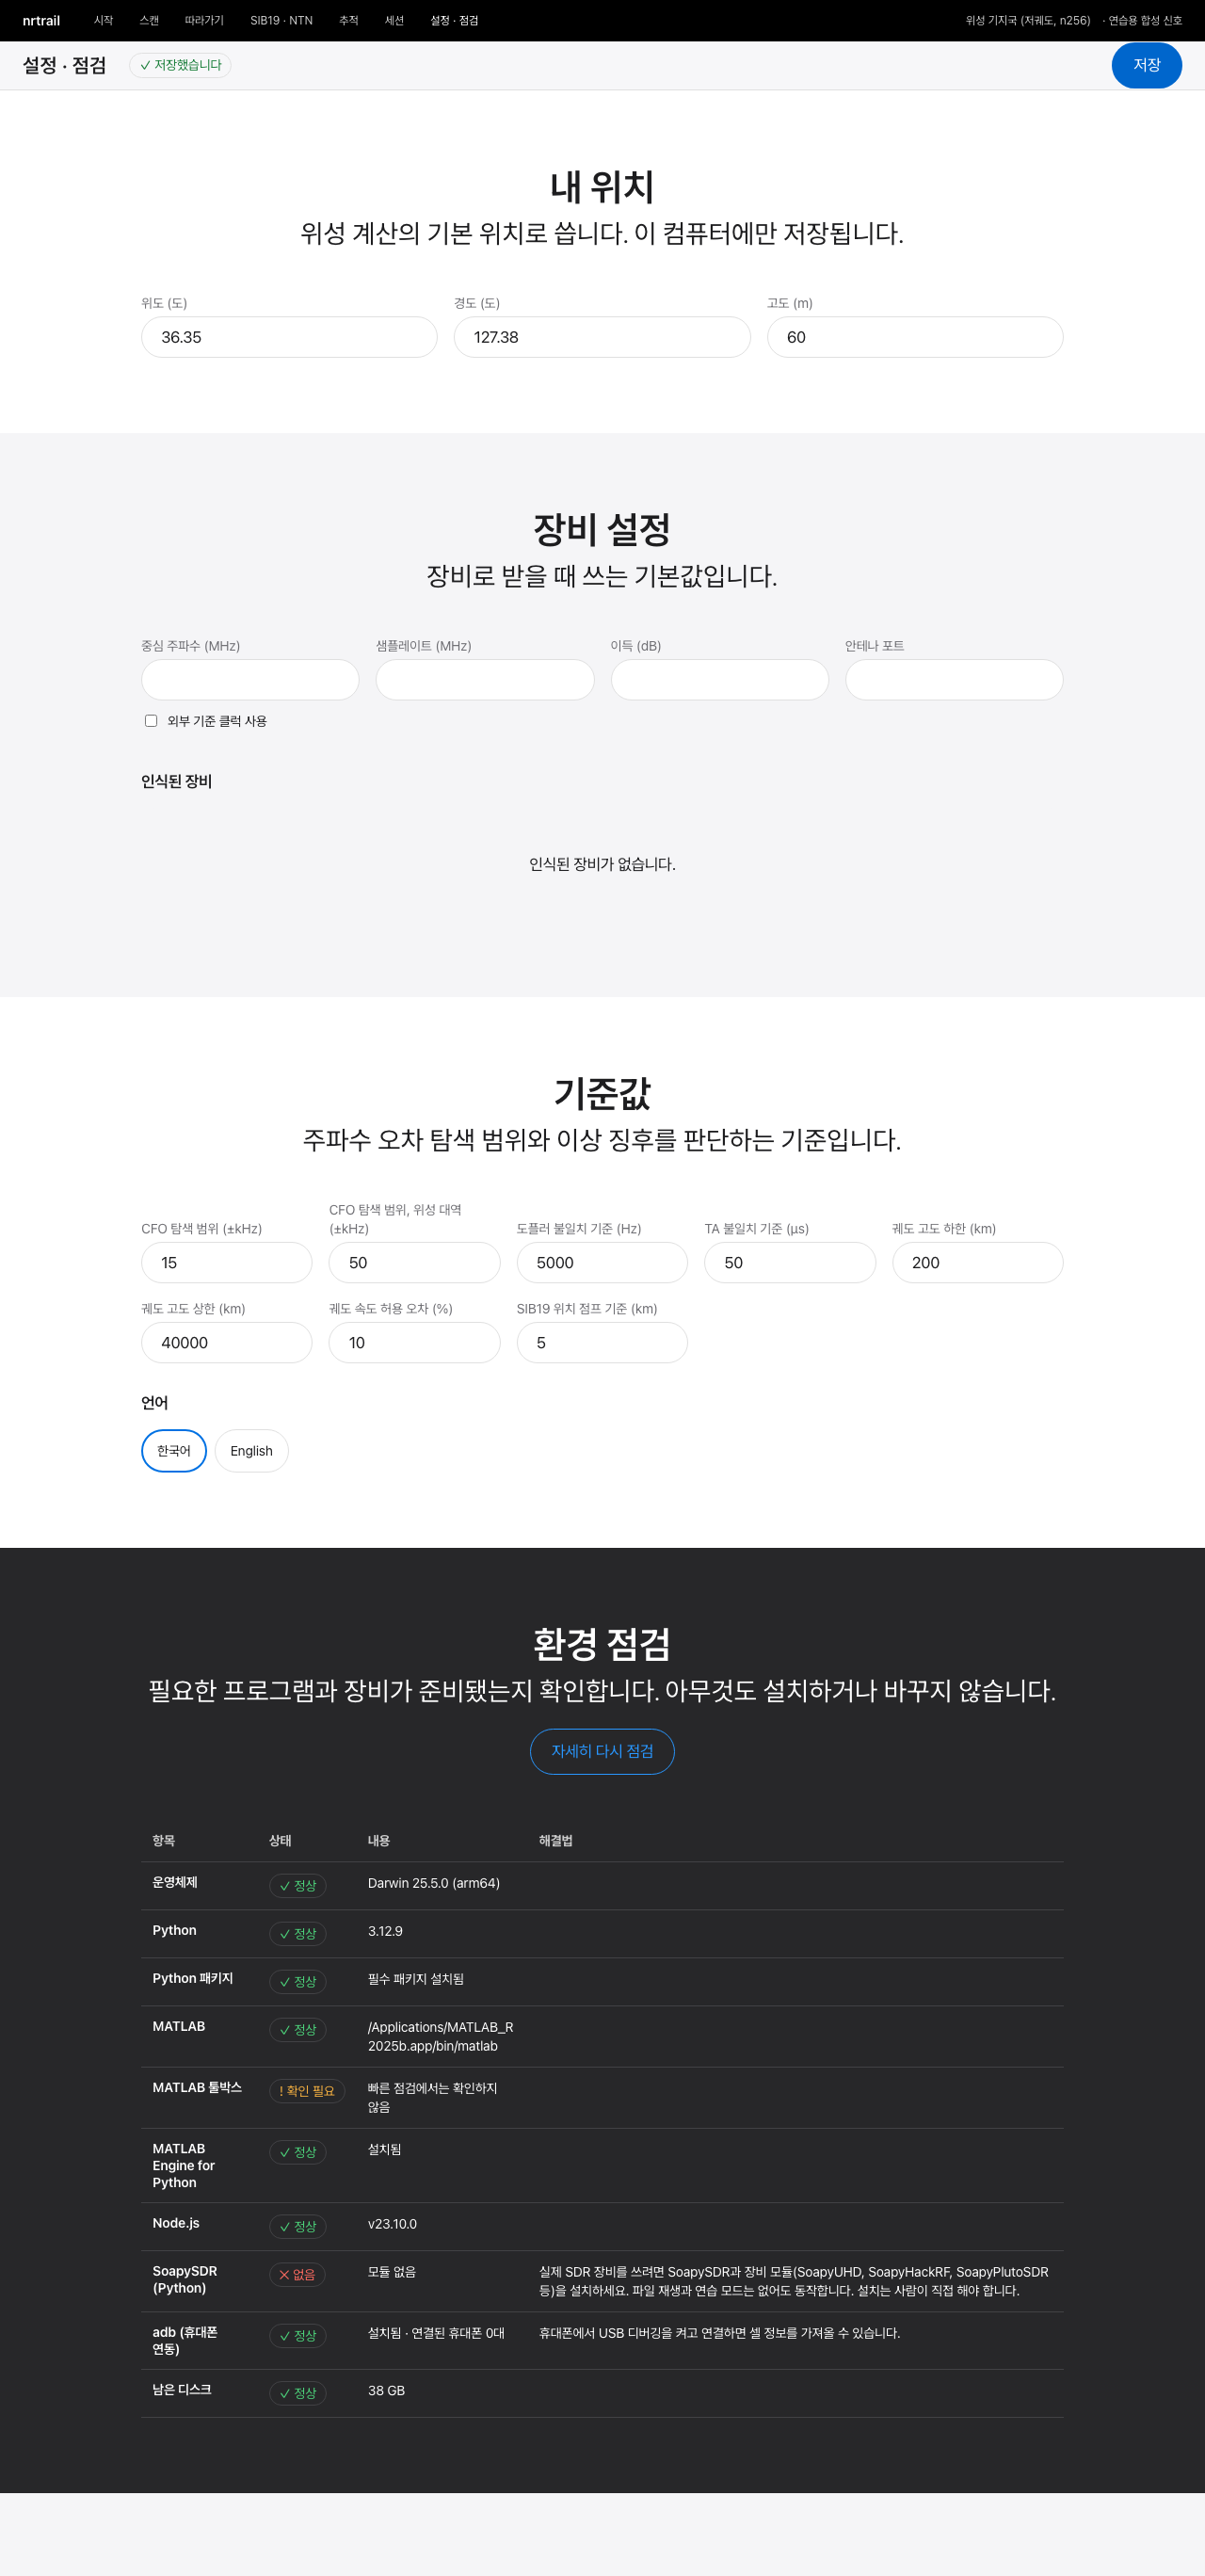 nrtrail 시작 스캔 따라가기 SIB19 · NTN 추적 세션 설정 · 점검 위성 기지국 (저궤도, n256) · 연습용 합성 신호
설정 · 점검 ✓ 저장했습니다 저장
내 위치
위성 계산의 기본 위치로 씁니다. 이 컴퓨터에만 저장됩니다.
위도 (도) 경도 (도) 고도 (m)
36.35 127.38 60
장비 설정
장비로 받을 때 쓰는 기본값입니다.
중심 주파수 (MHz) 샘플레이트 (MHz) 이득 (dB) 안테나 포트
외부 기준 클럭 사용
인식된 장비
인식된 장비가 없습니다.
기준값
주파수 오차 탐색 범위와 이상 징후를 판단하는 기준입니다.
CFO 탐색 범위 (±kHz) CFO 탐색 범위, 위성 대역 (±kHz) 도플러 불일치 기준 (Hz) TA 불일치 기준 (µs) 궤도 고도 하한 (km)
15 50 5000 50 200
궤도 고도 상한 (km) 궤도 속도 허용 오차 (%) SIB19 위치 점프 기준 (km)
40000 10 5
언어
한국어 English
환경 점검
필요한 프로그램과 장비가 준비됐는지 확인합니다. 아무것도 설치하거나 바꾸지 않습니다.
자세히 다시 점검
항목 상태 내용 해결법
운영체제 ✓ 정상 Darwin 25.5.0 (arm64)
Python ✓ 정상 3.12.9
Python 패키지 ✓ 정상 필수 패키지 설치됨
MATLAB ✓ 정상 /Applications/MATLAB_R
2025b.app/bin/matlab
MATLAB 툴박스 ! 확인 필요 빠른 점검에서는 확인하지
않음
MATLAB ✓ 정상 설치됨
Engine for
Python
Node.js ✓ 정상 v23.10.0
SoapySDR ✕ 없음 모듈 없음 실제 SDR 장비를 쓰려면 SoapySDR과 장비 모듈(SoapyUHD, SoapyHackRF, SoapyPlutoSDR
(Python) 등)을 설치하세요. 파일 재생과 연습 모드는 없어도 동작합니다. 설치는 사람이 직접 해야 합니다.
adb (휴대폰 ✓ 정상 설치됨 · 연결된 휴대폰 0대 휴대폰에서 USB 디버깅을 켜고 연결하면 셀 정보를 가져올 수 있습니다.
연동)
남은 디스크 ✓ 정상 38 GB